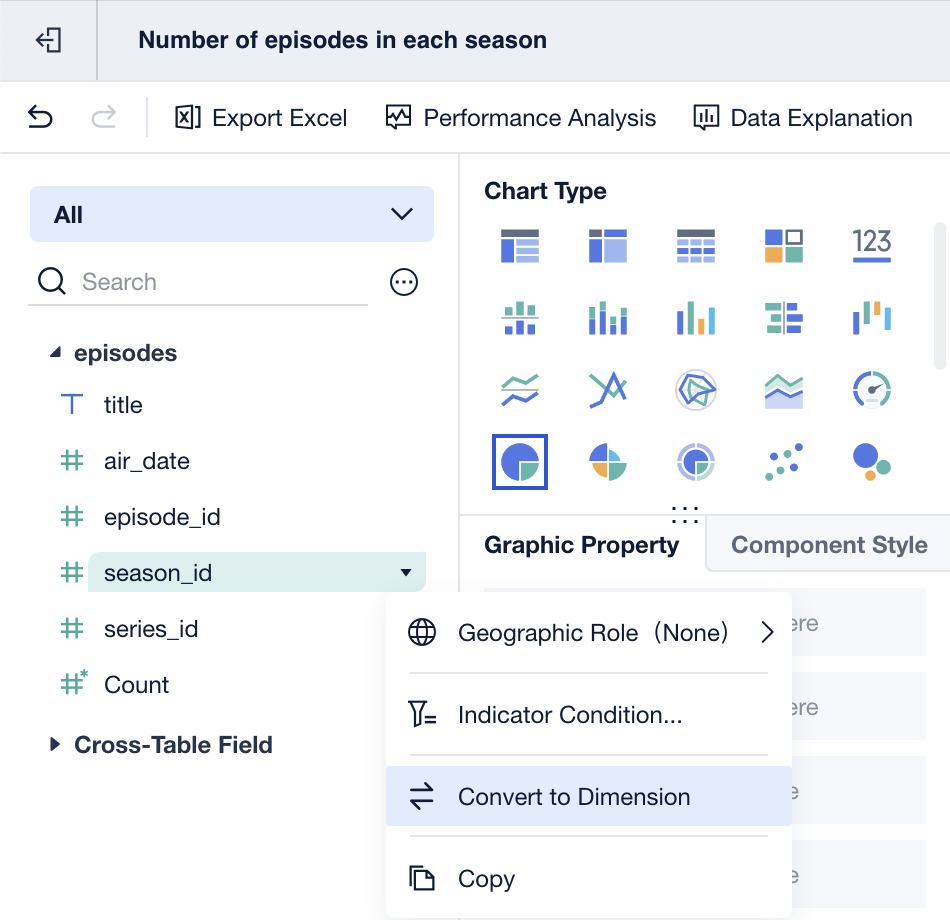 Number of episodes in each season
Export Excel
Performance Analysis
Data Explanation
All
Search
episodes
title
air_date
episode_id
season_id
series_id
Count
Cross-Table Field
Chart Type
123
Graphic Property
Component Style
Geographic Role (None)
Indicator Condition...
Convert to Dimension
Copy